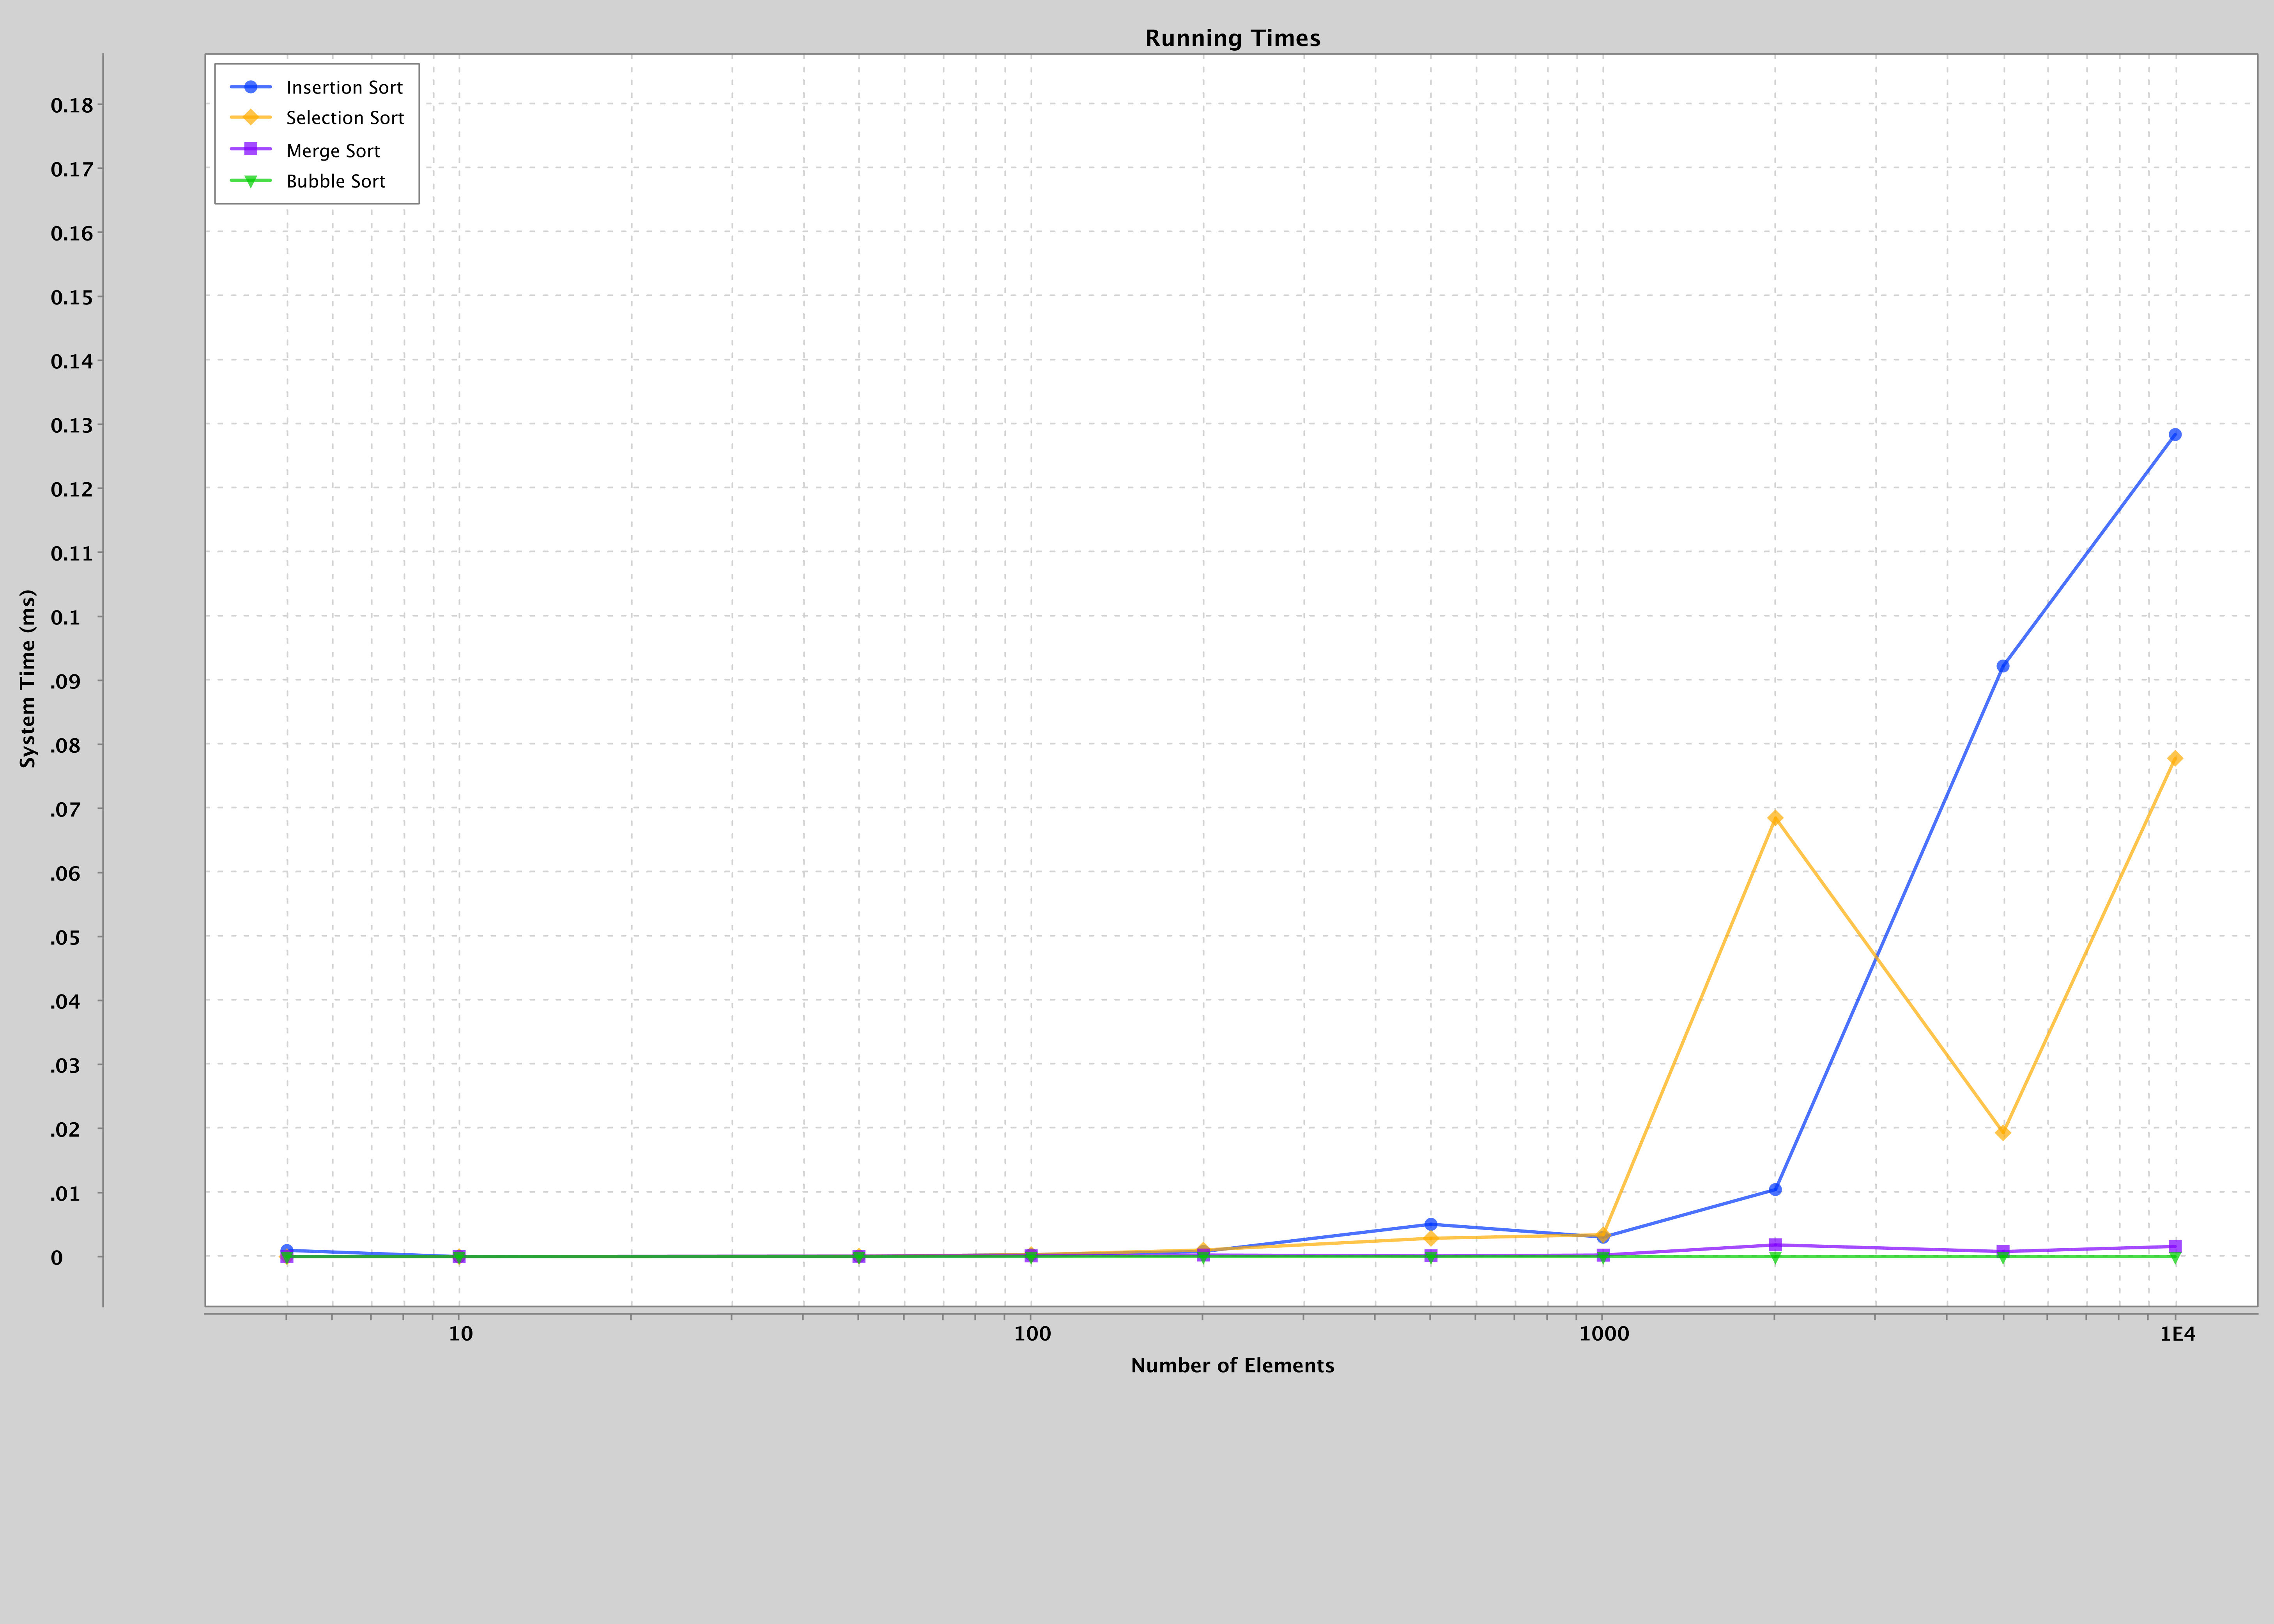 Running Times
Insertion Sort
Selection Sort
Merge Sort
Bubble Sort
0.18
0.17
0.16
0.15
0.14
0.13
0.12
0.11
0.1
.09
.08
.07
.06
.05
.04
.03
.02
.01
0
System Time (ms)
10 100 1000 1E4
Number of Elements